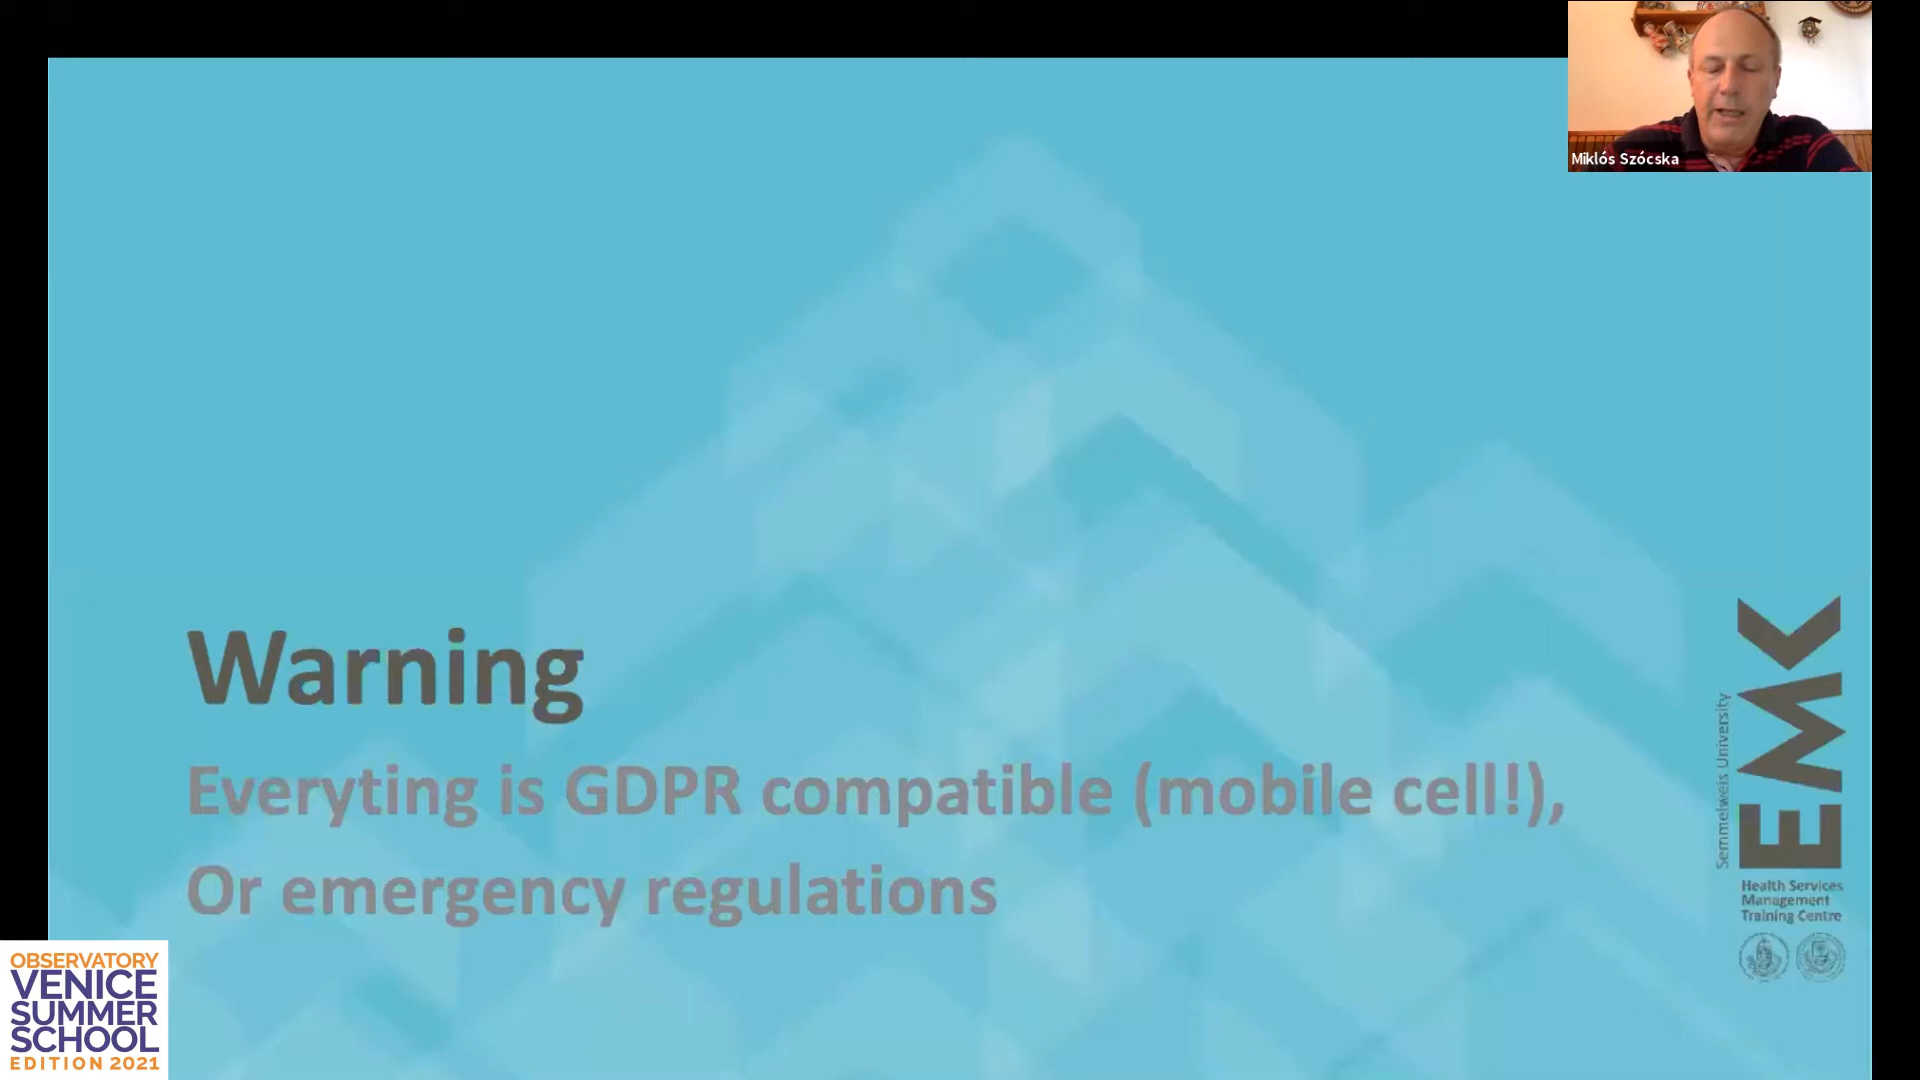 Miklós Szócska
Warning
Everyting is GDPR compatible (mobile cell!),
Or emergency regulations
Semmelweis University
EMK
Health Services
Management
Training Centre
OBSERVATORY
VENICE
SUMMER
SCHOOL
EDITION 2021